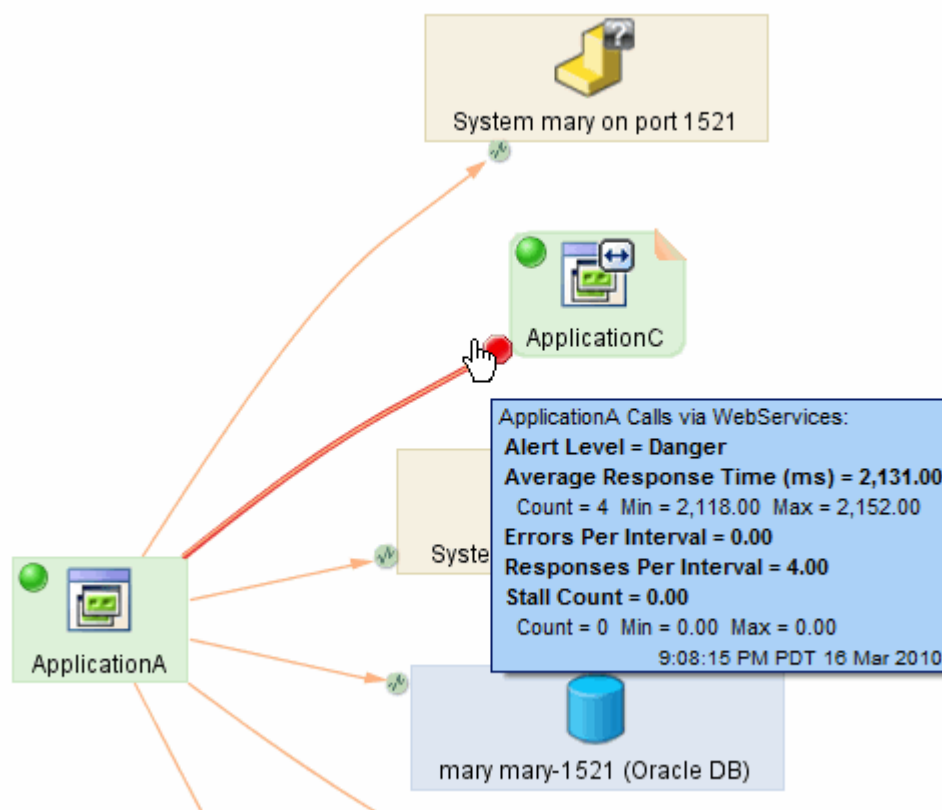 ?
System mary on port 1521
ApplicationC
ApplicationA Calls via WebServices:
Alert Level = Danger
Average Response Time (ms) = 2,131.00
Count = 4 Min = 2,118.00 Max = 2,152.00
Errors Per Interval = 0.00
Responses Per Interval = 4.00
Stall Count = 0.00
Count = 0 Min = 0.00 Max = 0.00
9:08:15 PM PDT 16 Mar 2010
Syste
ApplicationA
mary mary-1521 (Oracle DB)